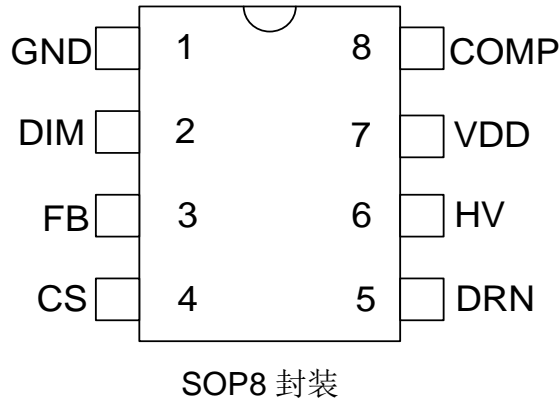 GND 1 8 COMP
DIM 2 7 VDD
FB 3 6 HV
CS 4 5 DRN
SOP8 封装